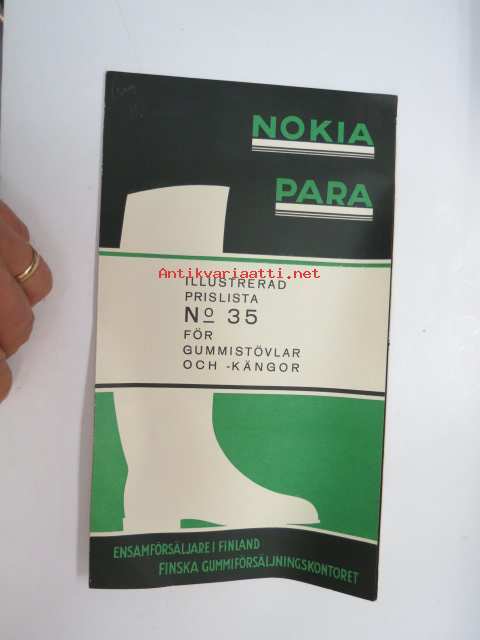 NOKIA
PARA
Antikvariaatti.net
ILLUSTRERAD
PRISLISTA
No 35
FÖR
GUMMISTÖVLAR
OCH -KÄNGOR
ENSAMFÖRSÄLJARE I FINLAND
FINSKA GUMMIFÖRSÄLJNINGSKONTORET